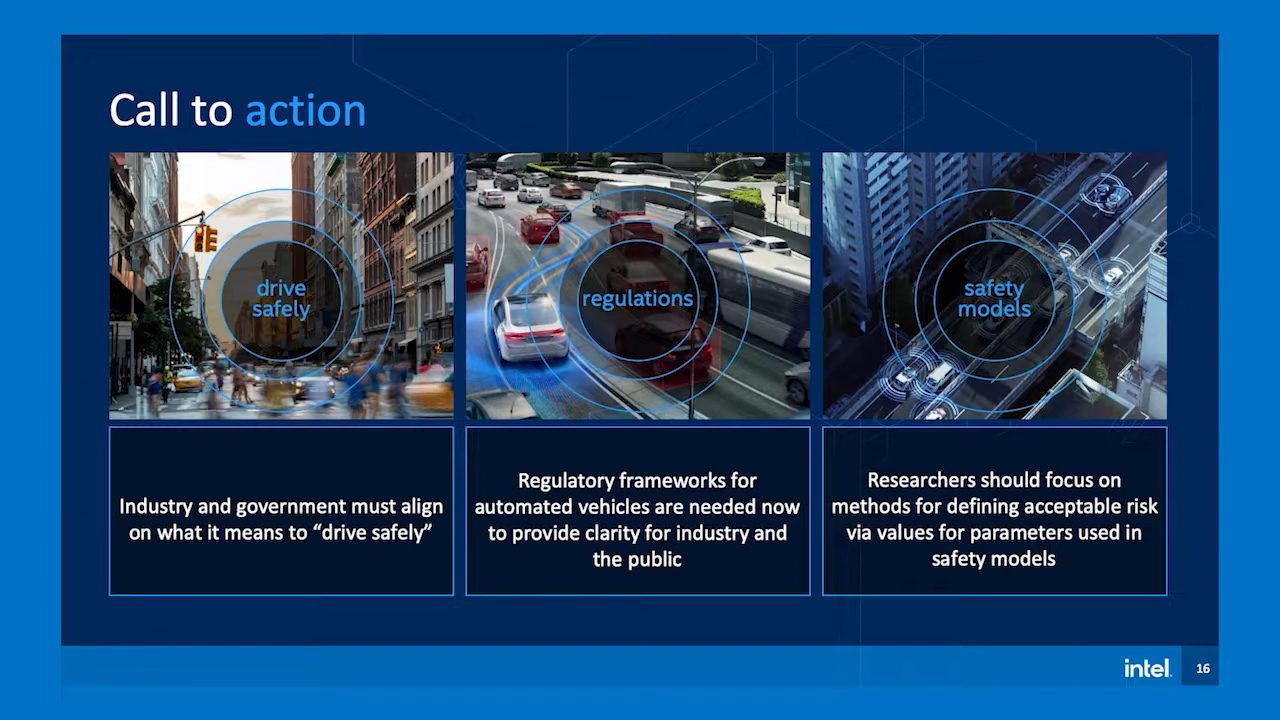 Call to action
drive
safely
regulations
safety
models
Industry and government must align
on what it means to “drive safely”
Regulatory frameworks for
automated vehicles are needed now
to provide clarity for industry and
the public
Researchers should focus on
methods for defining acceptable risk
via values for parameters used in
safety models
intel.
16